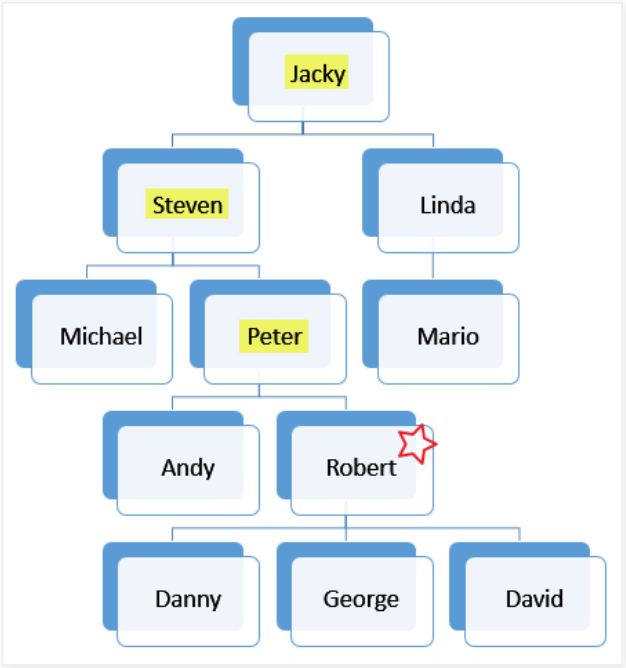 Jacky
Steven
Linda
Michael
Peter
Mario
Andy
Robert
Danny
George
David